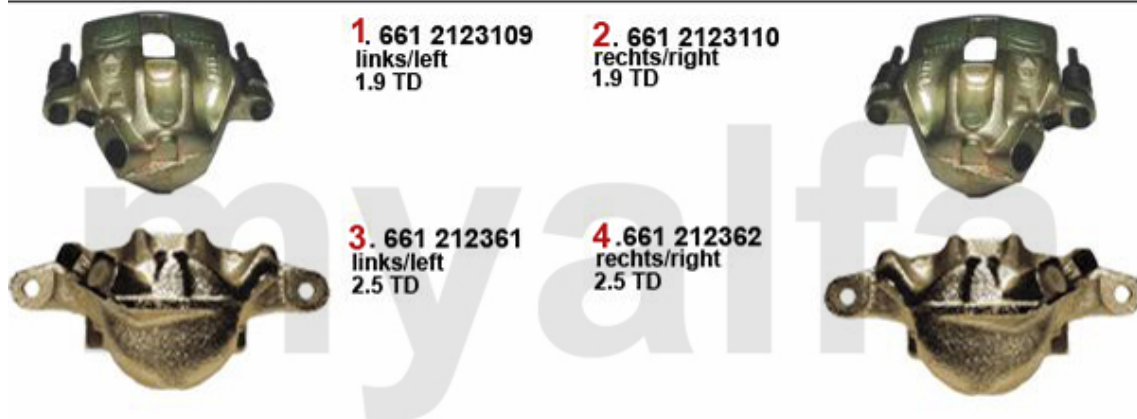 1. 661 2123109
links/left
1.9 TD
2. 661 2123110
rechts/right
1.9 TD
3. 661 212361
links/left
2.5 TD
4 .661 212362
rechts/right
2.5 TD
myalfa